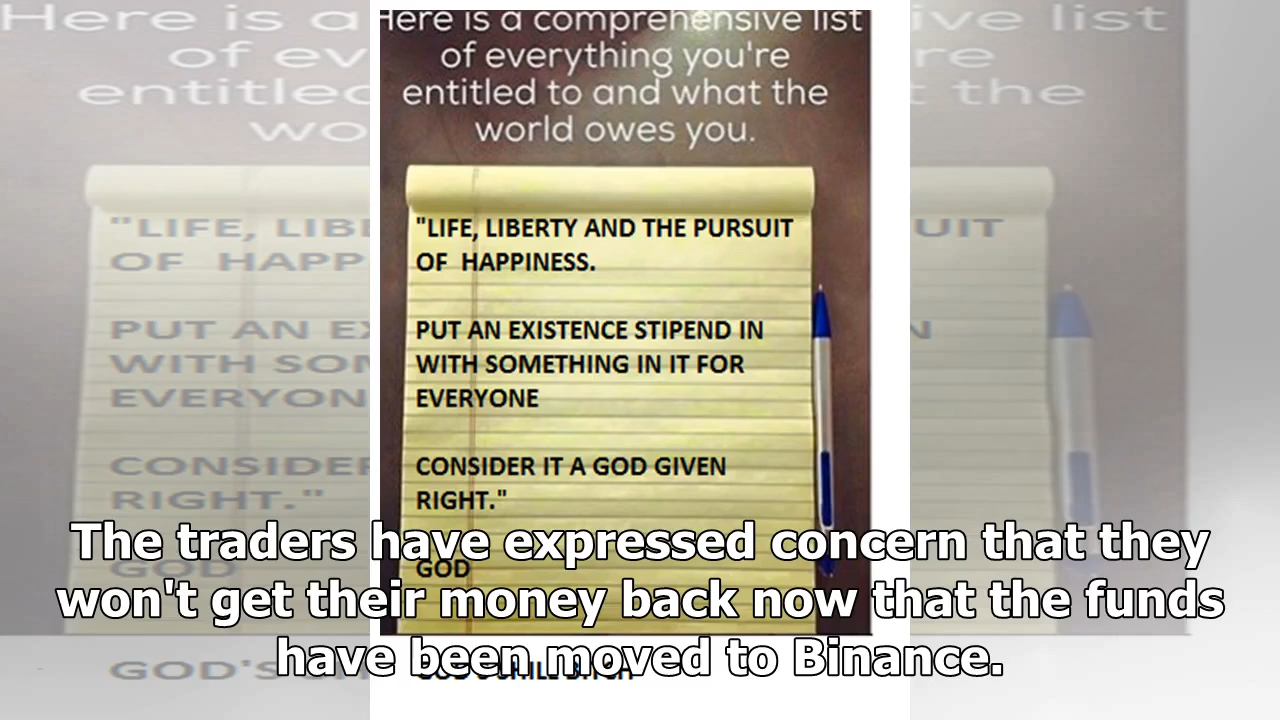 Here is a comprehensive list
of everything you're
entitled to and what the
world owes you.
"LIFE, LIBERTY AND THE PURSUIT
OF HAPPINESS.
PUT AN EXISTENCE STIPEND IN
WITH SOMETHING IN IT FOR
EVERYONE
CONSIDER IT A GOD GIVEN
RIGHT."
GOD
The traders have expressed concern that they
won't get their money back now that the funds
have been moved to Binance.
GOD'S